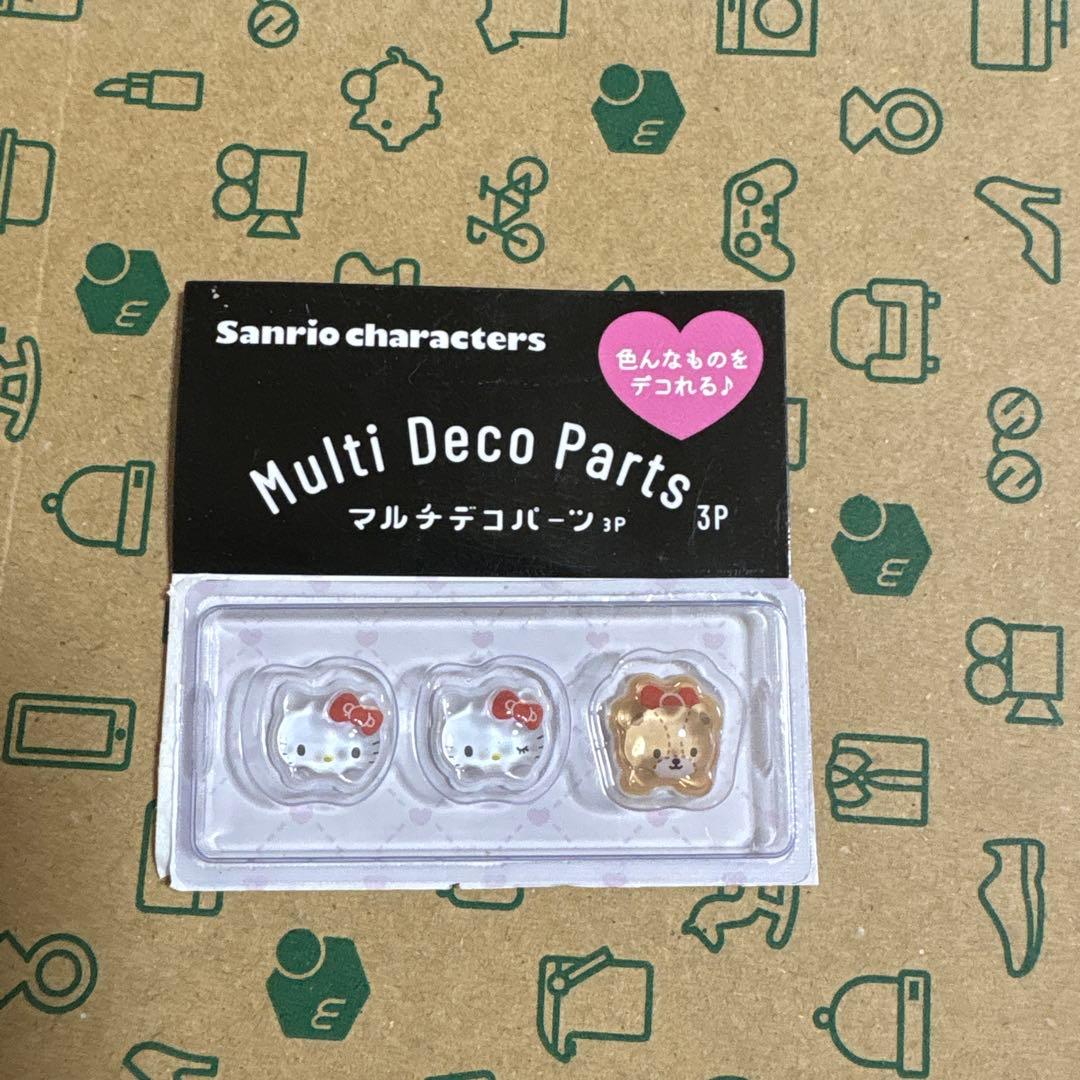 Sanrio characters
色んなものを
デコれる♪
Multi Deco Parts 3P
マルチデコパーツ 3P